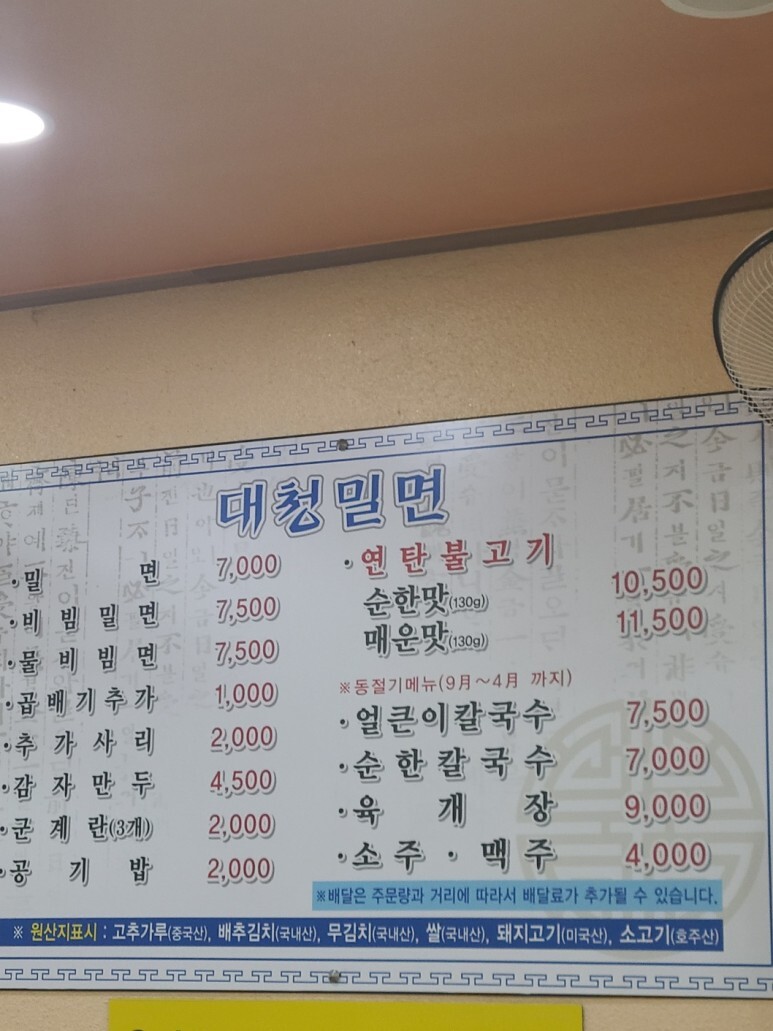 대청밀면
·밀면 7,000
·비빔밀면 7,500
·물비빔면 7,500
·곱배기추가 1,000
·추가사리 2,000
·감자만두 4,500
·군계란(3개) 2,000
·공기밥 2,000
·연탄불고기
순한맛(130g) 10,500
매운맛(130g) 11,500
※동절기메뉴(9月~4月 까지)
·얼큰이칼국수 7,500
·순한칼국수 7,000
·육개장 9,000
·소주·맥주 4,000
※배달은 주문량과 거리에 따라서 배달료가 추가될 수 있습니다.
※ 원산지표시 : 고추가루(중국산), 배추김치(국내산), 무김치(국내산), 쌀(국내산), 돼지고기(미국산), 소고기(호주산)